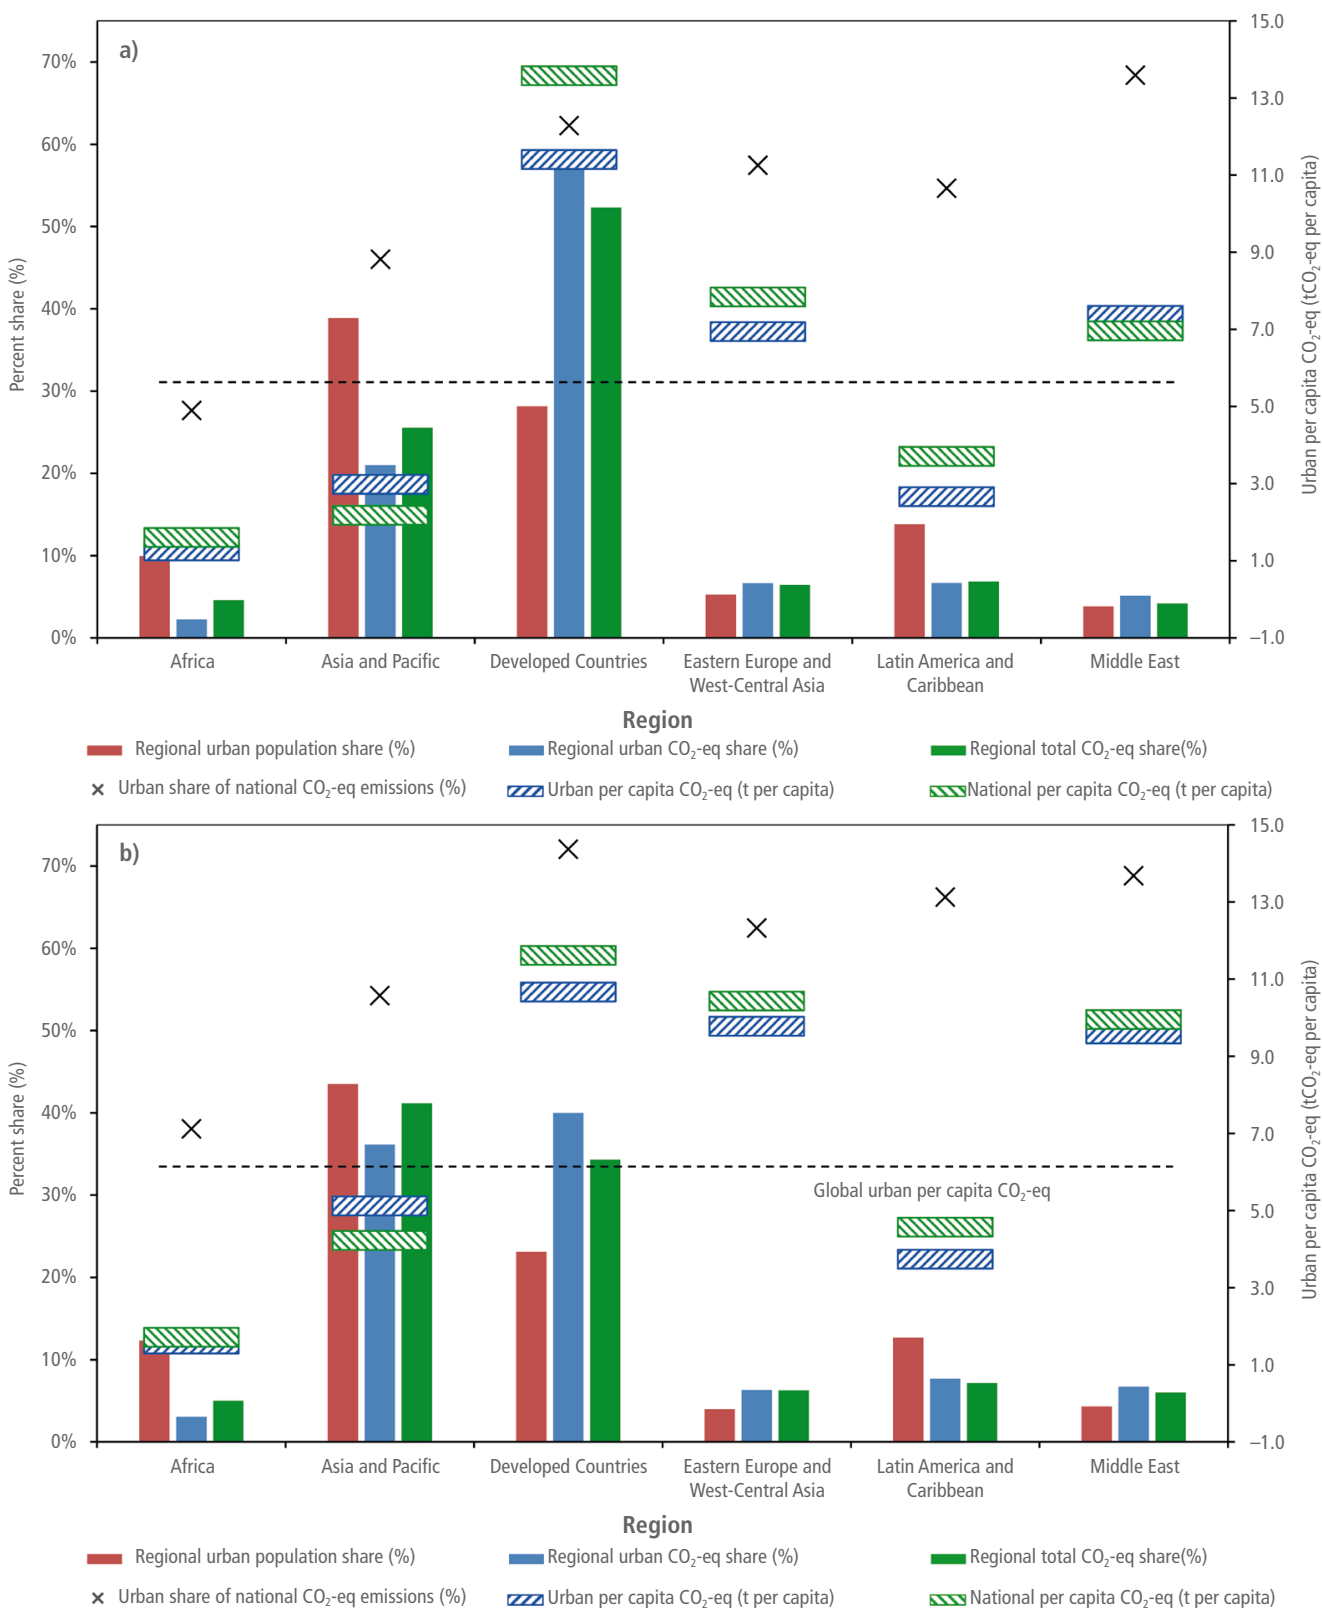 a)
70%
60%
50%
40%
30%
20%
10%
0%
Percent share (%)
15.0
13.0
11.0
9.0
7.0
5.0
3.0
1.0
–1.0
Urban per capita CO₂-eq (tCO₂-eq per capita)
Africa
Asia and Pacific
Developed Countries
Eastern Europe and
West-Central Asia
Latin America and
Caribbean
Middle East
Region
Regional urban population share (%)
Regional urban CO₂-eq share (%)
Regional total CO₂-eq share(%)
Urban share of national CO₂-eq emissions (%)
Urban per capita CO₂-eq (t per capita)
National per capita CO₂-eq (t per capita)
b)
70%
60%
50%
40%
30%
20%
10%
0%
Percent share (%)
15.0
13.0
11.0
9.0
7.0
5.0
3.0
1.0
–1.0
Urban per capita CO₂-eq (tCO₂-eq per capita)
Global urban per capita CO₂-eq
Africa
Asia and Pacific
Developed Countries
Eastern Europe and
West-Central Asia
Latin America and
Caribbean
Middle East
Region
Regional urban population share (%)
Regional urban CO₂-eq share (%)
Regional total CO₂-eq share(%)
Urban share of national CO₂-eq emissions (%)
Urban per capita CO₂-eq (t per capita)
National per capita CO₂-eq (t per capita)